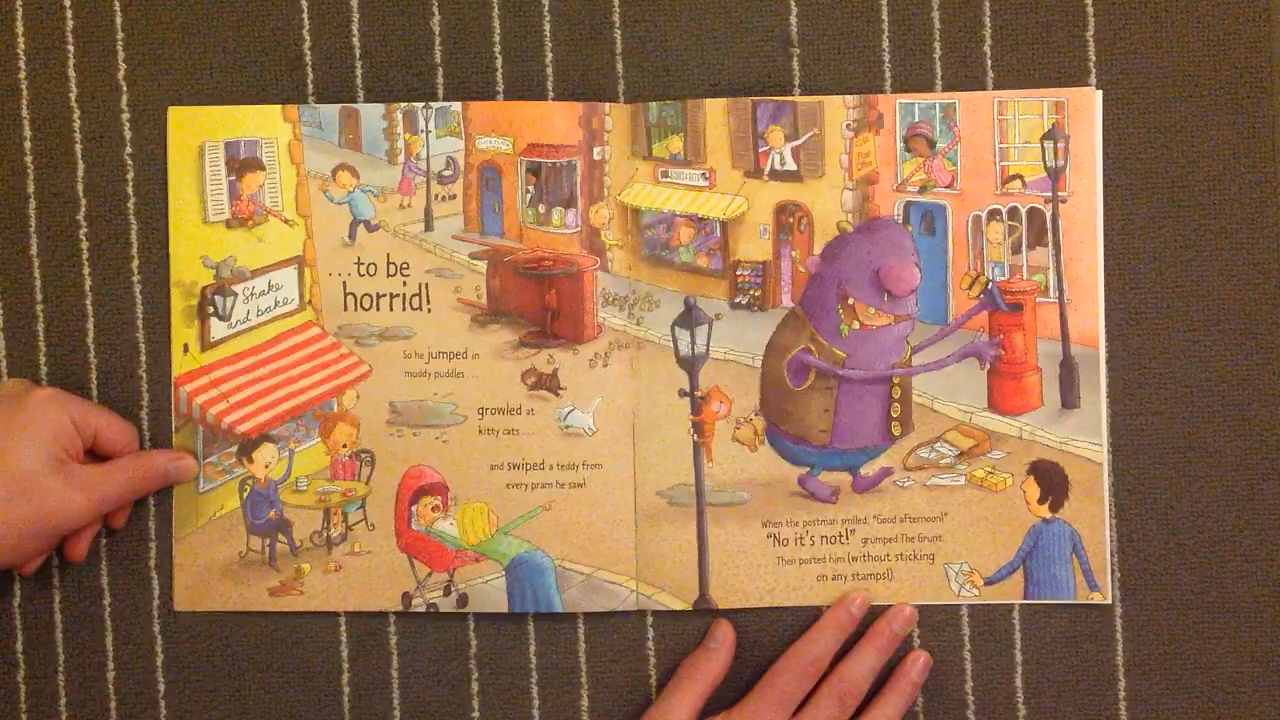 Shake
and bake
...to be
horrid!
So he jumped in
muddy puddles ...
growled at
kitty cats ...
and swiped a teddy from
every pram he saw!
Post
Office
When the postman smiled, "Good afternoon!"
"No it's not!" grumped The Grunt.
Then posted him (without sticking
on any stamps!).